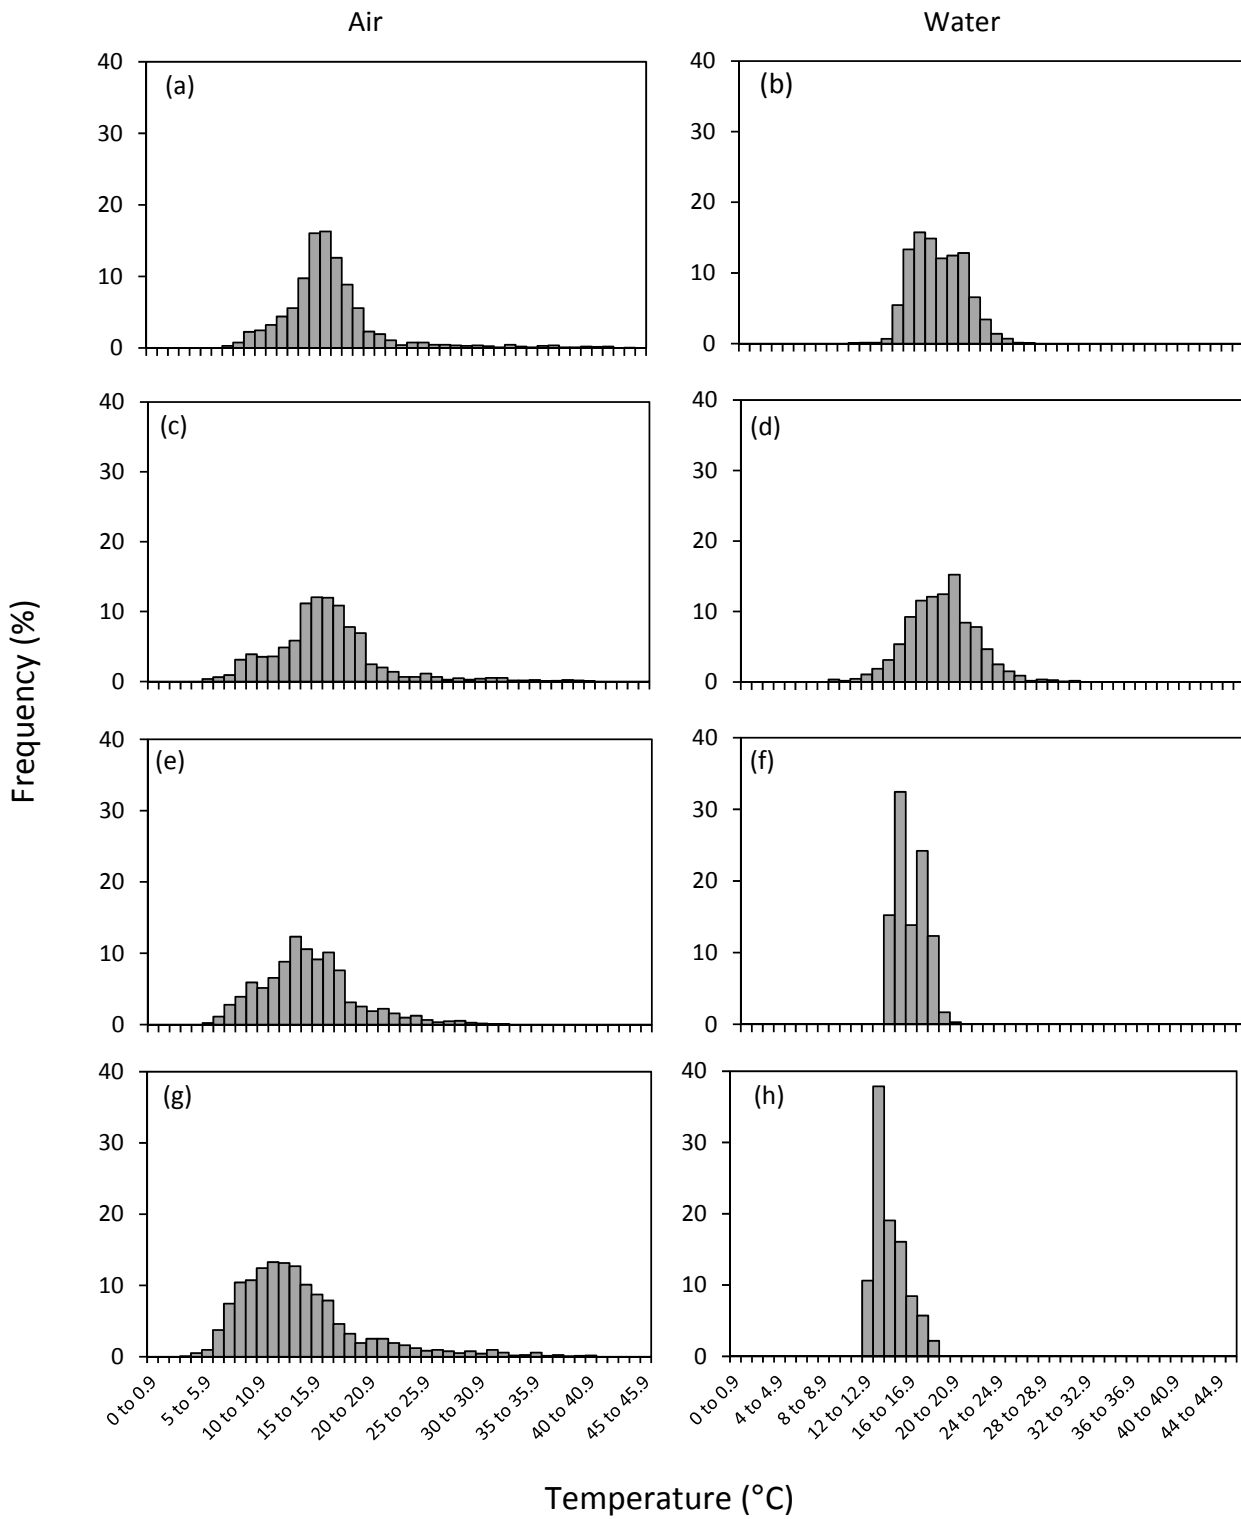 Air
Water
40
30
20
10
0
(a)
40
30
20
10
0
(b)
40
30
20
10
0
(c)
40
30
20
10
0
(d)
Frequency (%)
40
30
20
10
0
(e)
40
30
20
10
0
(f)
40
30
20
10
0
(g)
40
30
20
10
0
(h)
0 to 0.9
5 to 5.9
10 to 10.9
15 to 15.9
20 to 20.9
25 to 25.9
30 to 30.9
35 to 35.9
40 to 40.9
45 to 45.9
0 to 0.9
4 to 4.9
8 to 8.9
12 to 12.9
16 to 16.9
20 to 20.9
24 to 24.9
28 to 28.9
32 to 32.9
36 to 36.9
40 to 40.9
44 to 44.9
Temperature (°C)